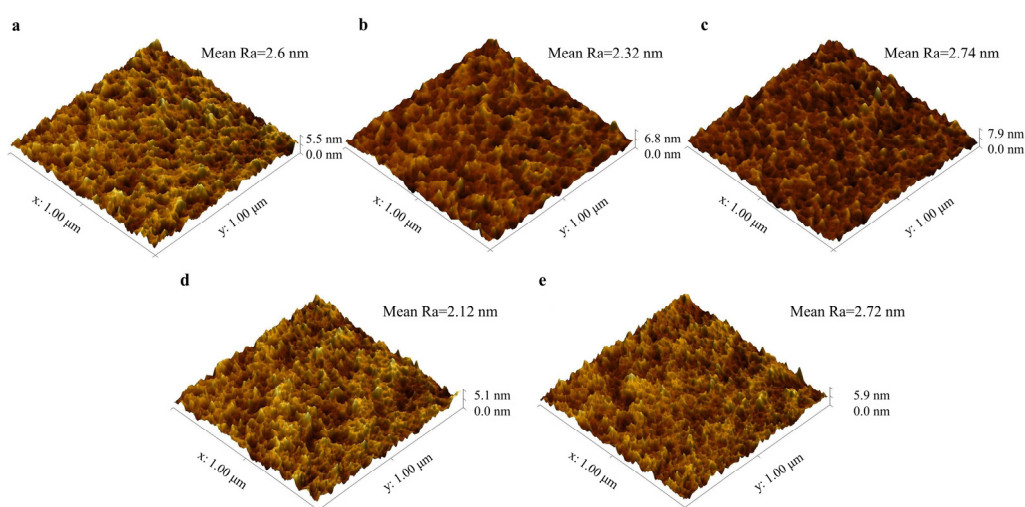 a
Mean Ra=2.6 nm
5.5 nm
0.0 nm
x: 1.00 µm
y: 1.00 µm
b
Mean Ra=2.32 nm
6.8 nm
0.0 nm
x: 1.00 µm
y: 1.00 µm
c
Mean Ra=2.74 nm
7.9 nm
0.0 nm
x: 1.00 µm
y: 1.00 µm
d
Mean Ra=2.12 nm
5.1 nm
0.0 nm
x: 1.00 µm
y: 1.00 µm
e
Mean Ra=2.72 nm
5.9 nm
0.0 nm
x: 1.00 µm
y: 1.00 µm